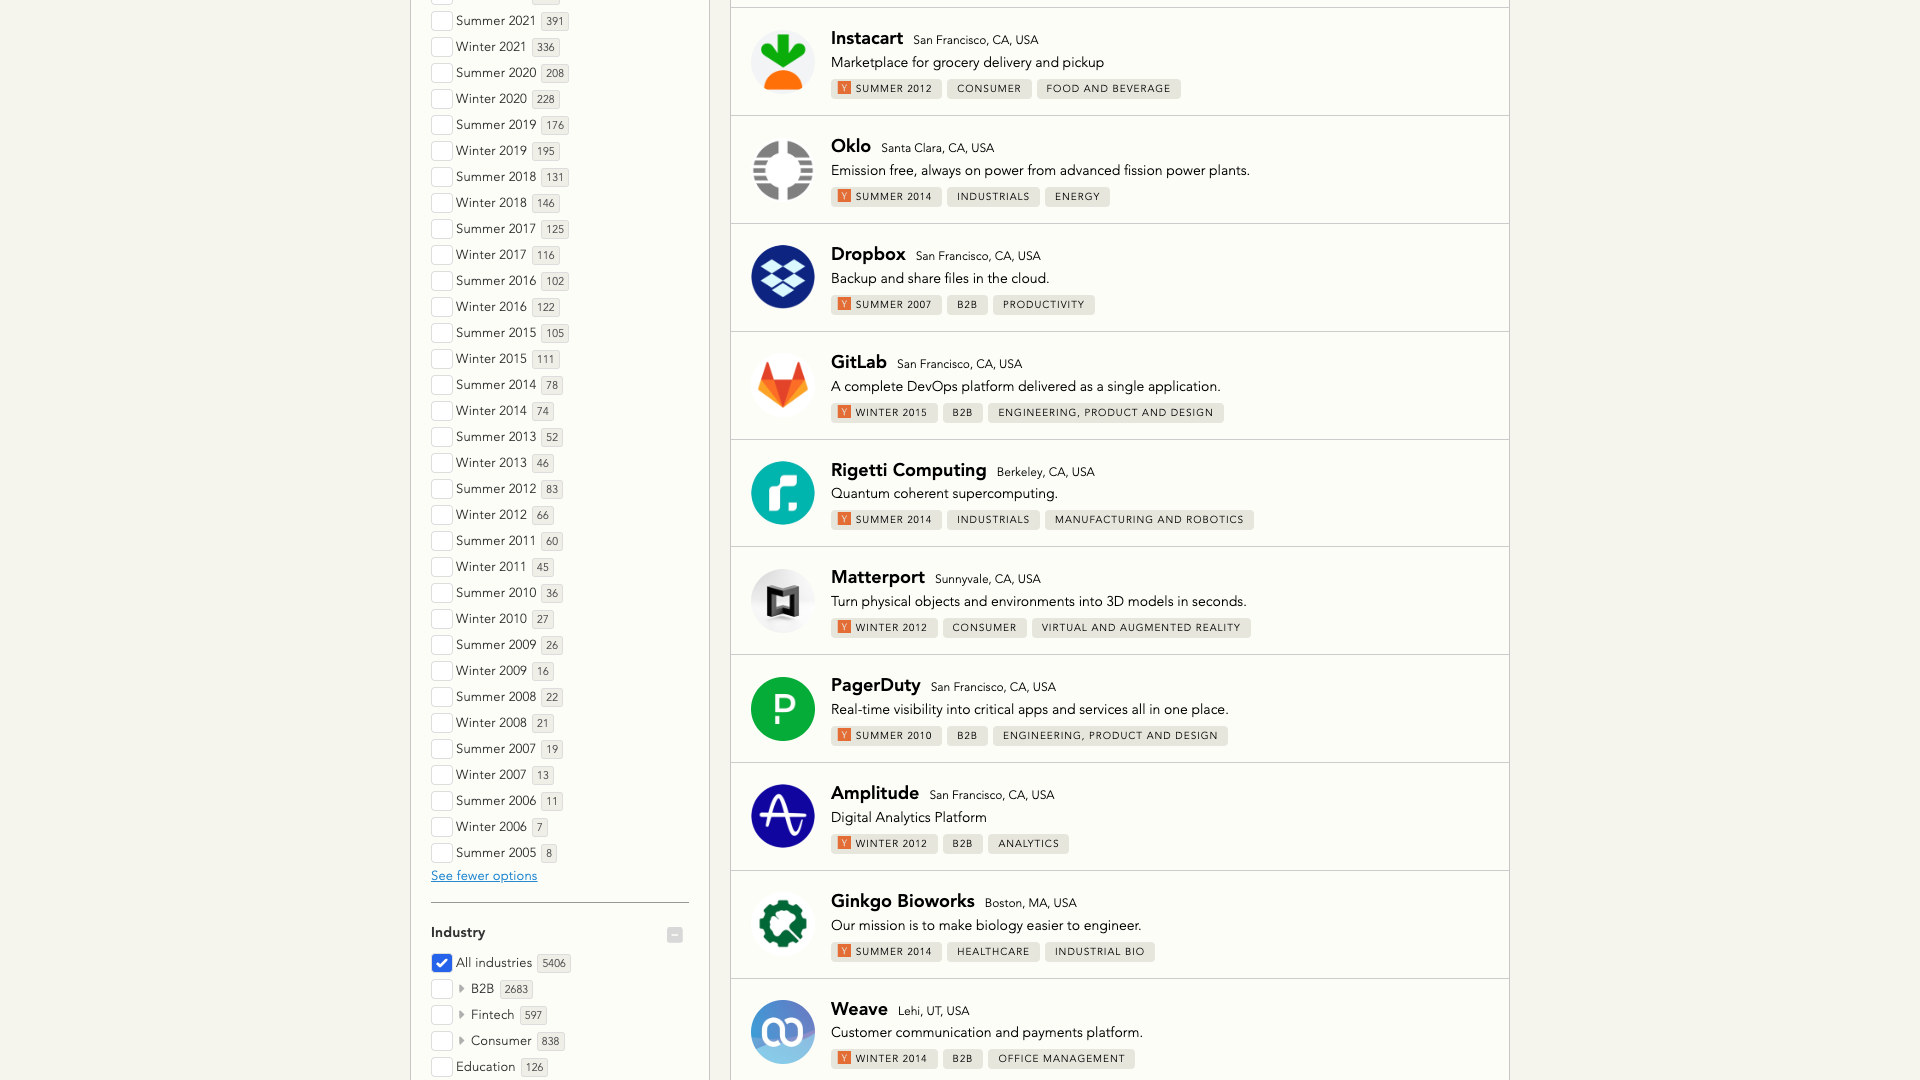 Summer 2021 391
Winter 2021 336
Summer 2020 208
Winter 2020 228
Summer 2019 176
Winter 2019 195
Summer 2018 131
Winter 2018 146
Summer 2017 125
Winter 2017 116
Summer 2016 102
Winter 2016 122
Summer 2015 105
Winter 2015 111
Summer 2014 78
Winter 2014 74
Summer 2013 52
Winter 2013 46
Summer 2012 83
Winter 2012 66
Summer 2011 60
Winter 2011 45
Summer 2010 36
Winter 2010 27
Summer 2009 26
Winter 2009 16
Summer 2008 22
Winter 2008 21
Summer 2007 19
Winter 2007 13
Summer 2006 11
Winter 2006 7
Summer 2005 8
See fewer options
Industry
All industries 5406
B2B 2683
Fintech 597
Consumer 838
Education 126
Instacart San Francisco, CA, USA
Marketplace for grocery delivery and pickup
Y SUMMER 2012 CONSUMER FOOD AND BEVERAGE
Oklo Santa Clara, CA, USA
Emission free, always on power from advanced fission power plants.
Y SUMMER 2014 INDUSTRIALS ENERGY
Dropbox San Francisco, CA, USA
Backup and share files in the cloud.
Y SUMMER 2007 B2B PRODUCTIVITY
GitLab San Francisco, CA, USA
A complete DevOps platform delivered as a single application.
Y WINTER 2015 B2B ENGINEERING, PRODUCT AND DESIGN
Rigetti Computing Berkeley, CA, USA
Quantum coherent supercomputing.
Y SUMMER 2014 INDUSTRIALS MANUFACTURING AND ROBOTICS
Matterport Sunnyvale, CA, USA
Turn physical objects and environments into 3D models in seconds.
Y WINTER 2012 CONSUMER VIRTUAL AND AUGMENTED REALITY
P
PagerDuty San Francisco, CA, USA
Real-time visibility into critical apps and services all in one place.
Y SUMMER 2010 B2B ENGINEERING, PRODUCT AND DESIGN
Amplitude San Francisco, CA, USA
Digital Analytics Platform
Y WINTER 2012 B2B ANALYTICS
Ginkgo Bioworks Boston, MA, USA
Our mission is to make biology easier to engineer.
Y SUMMER 2014 HEALTHCARE INDUSTRIAL BIO
Weave Lehi, UT, USA
Customer communication and payments platform.
Y WINTER 2014 B2B OFFICE MANAGEMENT